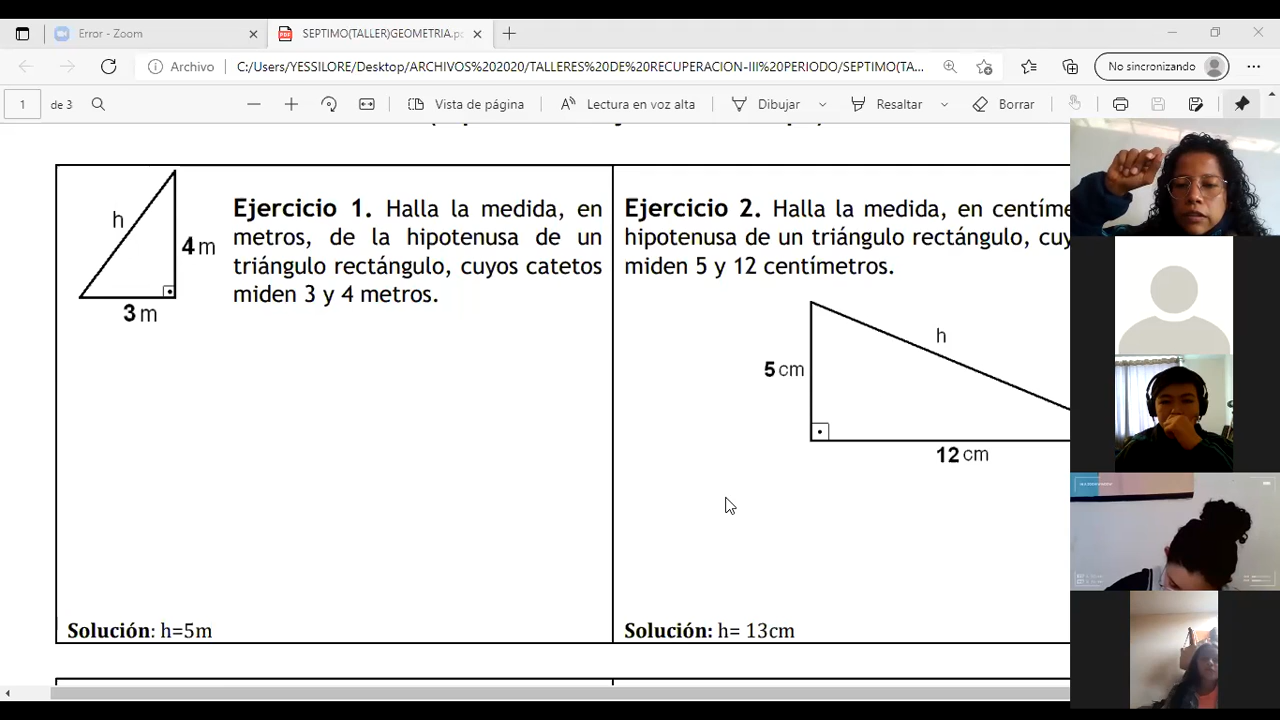 Error - Zoom
SEPTIMO(TALLER)GEOMETRIA.pc
Archivo
C:/Users/YESSILORE/Desktop/ARCHIVOS%202020/TALLERES%20DE%20RECUPERACION-III%20PERIODO/SEPTIMO(TA...
No sincronizando
1 de 3
Vista de página
Lectura en voz alta
Dibujar
Resaltar
Borrar
h
4 m
3 m
Ejercicio 1. Halla la medida, en
metros, de la hipotenusa de un
triángulo rectángulo, cuyos catetos
miden 3 y 4 metros.
Solución: h=5m
Ejercicio 2. Halla la medida, en centíme
hipotenusa de un triángulo rectángulo, cuy
miden 5 y 12 centímetros.
h
5 cm
12 cm
Solución: h= 13cm